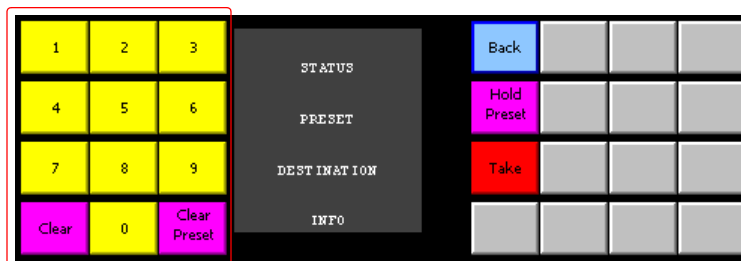 1 2 3
4 5 6
7 8 9
Clear 0 Clear Preset
STATUS
PRESET
DESTINATION
INFO
Back
Hold
Preset
Take